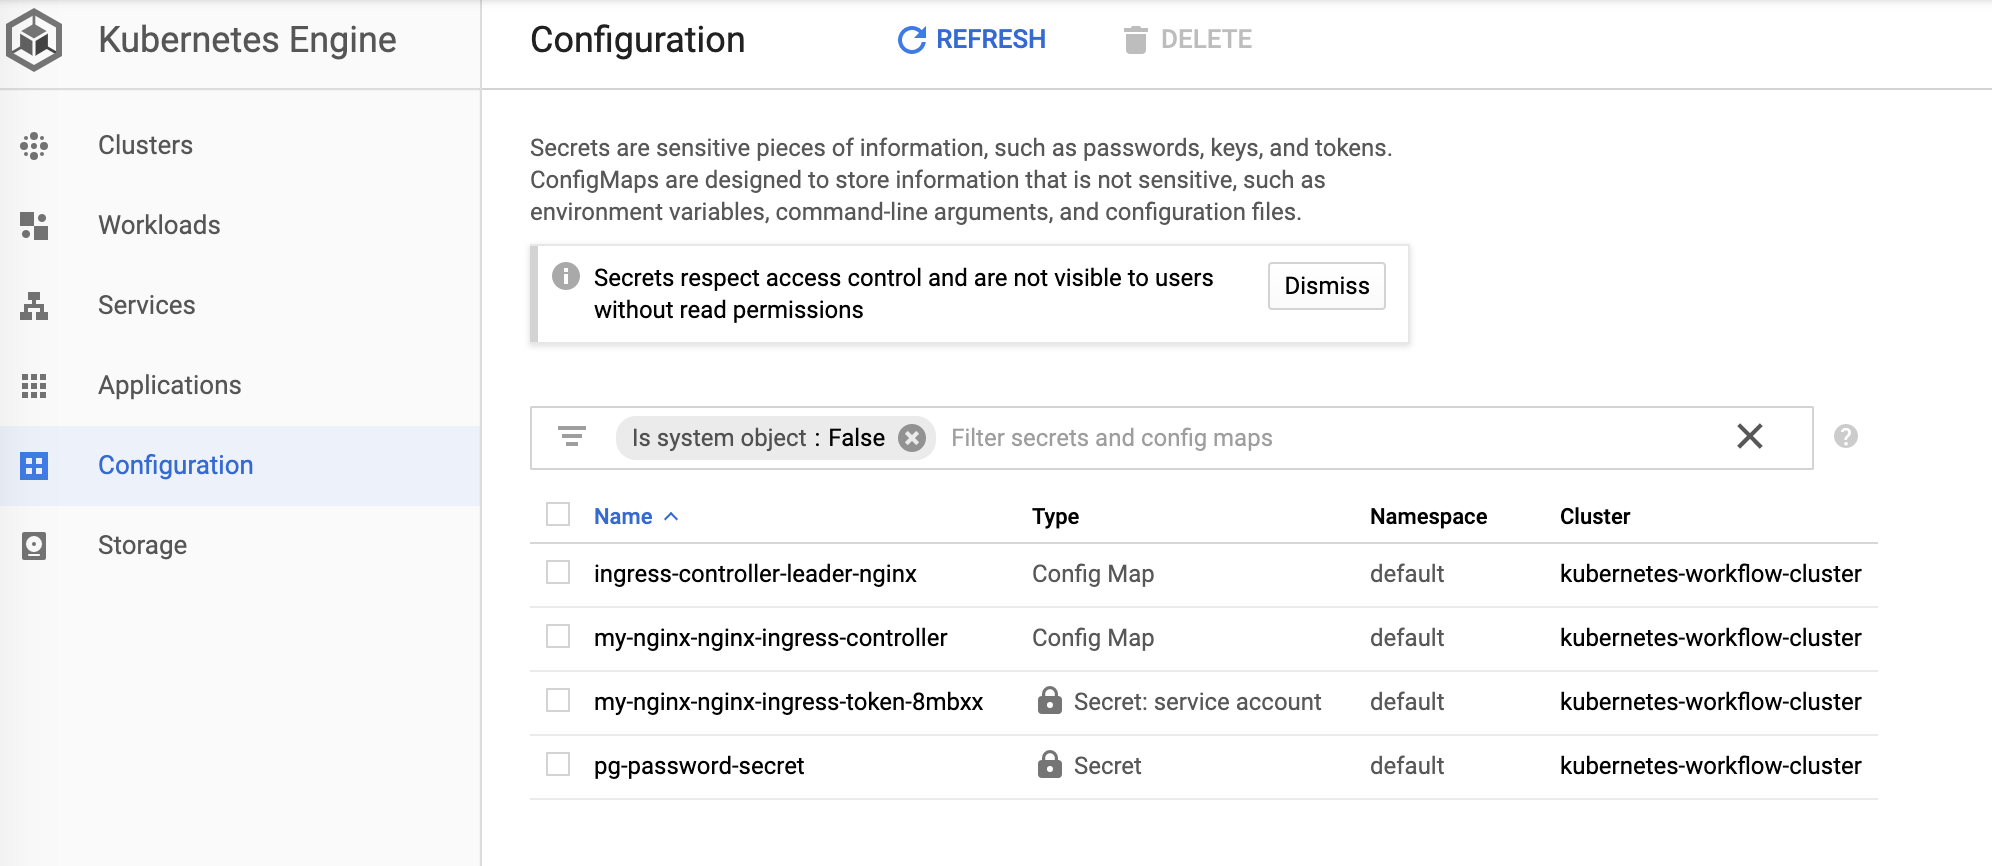 Kubernetes Engine
Configuration
REFRESH
DELETE
Clusters
Workloads
Services
Applications
Configuration
Storage
Secrets are sensitive pieces of information, such as passwords, keys, and tokens.
ConfigMaps are designed to store information that is not sensitive, such as
environment variables, command-line arguments, and configuration files.
Secrets respect access control and are not visible to users
without read permissions
Dismiss
Is system object : False Filter secrets and config maps
Name Type Namespace Cluster
ingress-controller-leader-nginx Config Map default kubernetes-workflow-cluster
my-nginx-nginx-ingress-controller Config Map default kubernetes-workflow-cluster
my-nginx-nginx-ingress-token-8mbxx Secret: service account default kubernetes-workflow-cluster
pg-password-secret Secret default kubernetes-workflow-cluster